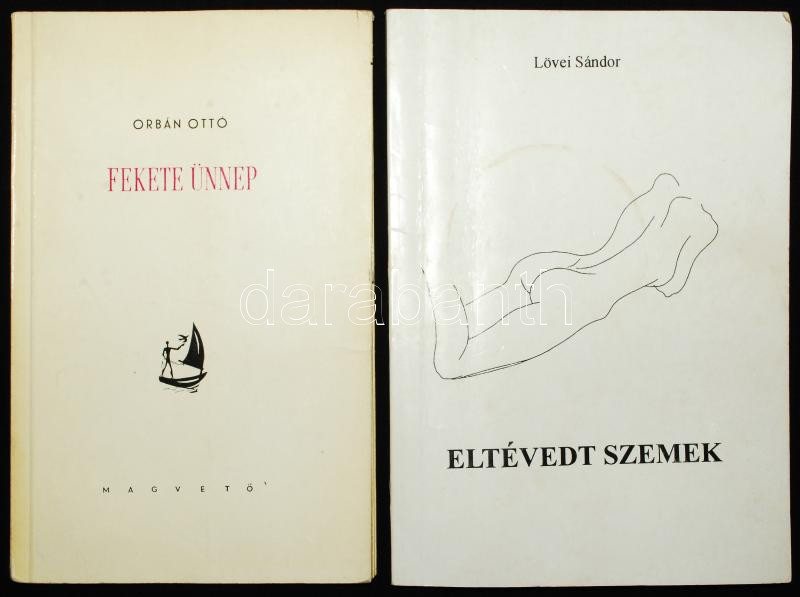 ORBÁN OTTÓ
FEKETE ÜNNEP
MAGVETŐ
Lövei Sándor
ELTÉVEDT SZEMEK
darabanth